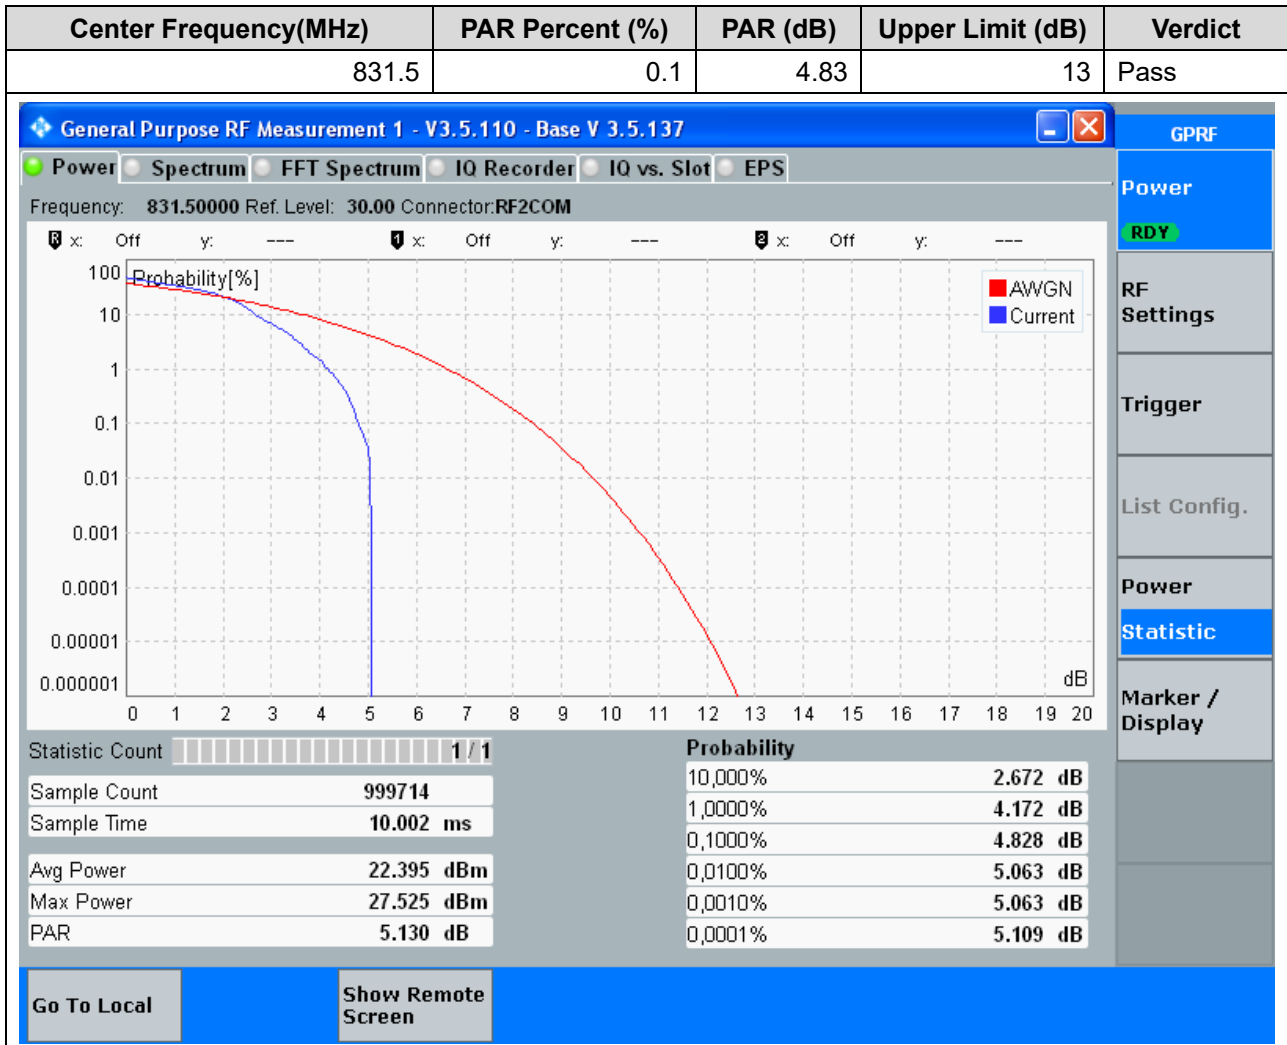 Center Frequency(MHz) PAR Percent (%) PAR (dB) Upper Limit (dB) Verdict
831.5 0.1 4.83 13 Pass
General Purpose RF Measurement 1 - V3.5.110 - Base V 3.5.137
GPRF
Power Spectrum FFT Spectrum IQ Recorder IQ vs. Slot EPS
Power
RDY
Frequency: 831.50000 Ref. Level: 30.00 Connector:RF2COM
R x: Off y: --- 1 x: Off y: --- 2 x: Off y: ---
Probability[%]
AWGN
Current
100
10
1
0.1
0.01
0.001
0.0001
0.00001
0.000001
dB
0 1 2 3 4 5 6 7 8 9 10 11 12 13 14 15 16 17 18 19 20
RF
Settings
Trigger
List Config.
Power
Statistic
Marker /
Display
Statistic Count 1 / 1
Sample Count 999714
Sample Time 10.002 ms
Avg Power 22.395 dBm
Max Power 27.525 dBm
PAR 5.130 dB
Probability
10,000% 2.672 dB
1,0000% 4.172 dB
0,1000% 4.828 dB
0,0100% 5.063 dB
0,0010% 5.063 dB
0,0001% 5.109 dB
Go To Local
Show Remote
Screen